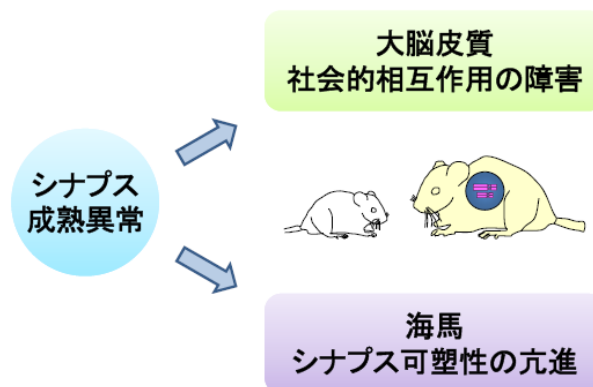 大脳皮質
社会的相互作用の障害
シナプス
成熟異常
海馬
シナプス可塑性の亢進